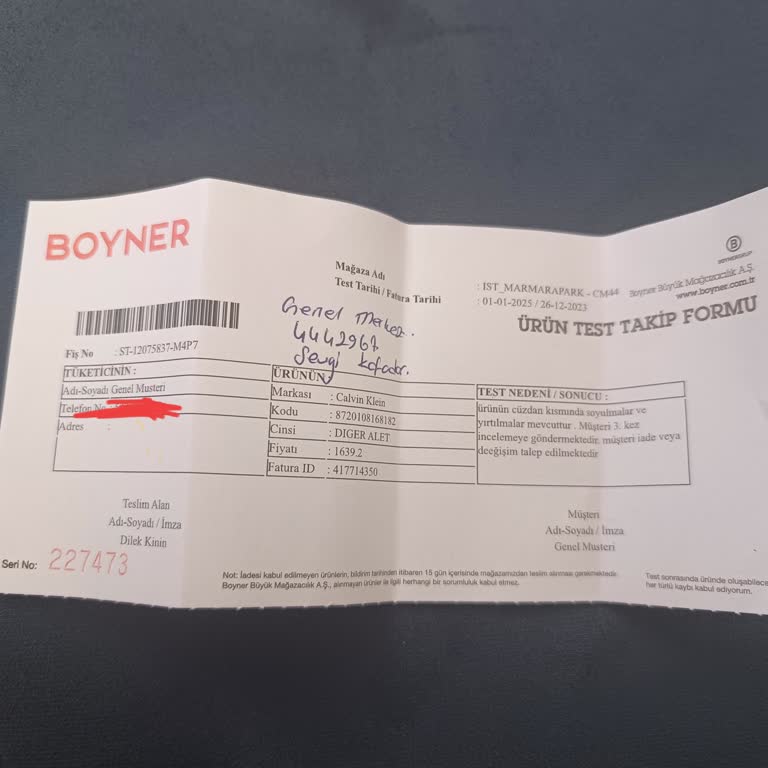 BOYNER
BOYNER GRUP
Boyner Büyük Mağazacılık A.Ş.
www.boyner.com.tr
ÜRÜN TEST TAKİP FORMU
Mağaza Adı : IST_MARMARAPARK - CM44
Test Tarihi / Fatura Tarihi : 01-01-2025 / 26-12-2023
Genel Merkez.
4442967
Sevgi
Fiş No : ST-12075837-M4P7
TÜKETİCİNİN :
Adı-Soyadı Genel Musteri
Telefon No
Adres :
ÜRÜNÜN
Markası : Calvin Klein
Kodu : 8720108168182
Cinsi : DIGER ALET
Fiyatı : 1639.2
Fatura ID : 417714350
TEST NEDENİ / SONUCU :
ürünün cüzdan kısmında soyulmalar ve
yırtılmalar mevcuttur . Müşteri 3. kez
incelemeye göndermektedir. müşteri iade veya
deeğişim talep edilmektedir
Teslim Alan
Adı-Soyadı / İmza
Dilek Kinin
Müşteri
Adı-Soyadı / İmza
Genel Musteri
Seri No: 227473
Not: İadesi kabul edilmeyen ürünlerin, bildirim tarihinden itibaren 15 gün içerisinde mağazamızdan teslim alınması gerekmektedir.
Boyner Büyük Mağazacılık A.Ş., alınmayan ürünler ile ilgili herhangi bir sorumluluk kabul etmez.
Test sonrasında üründe oluşabilece
her türlü kaybı kabul ediyorum.